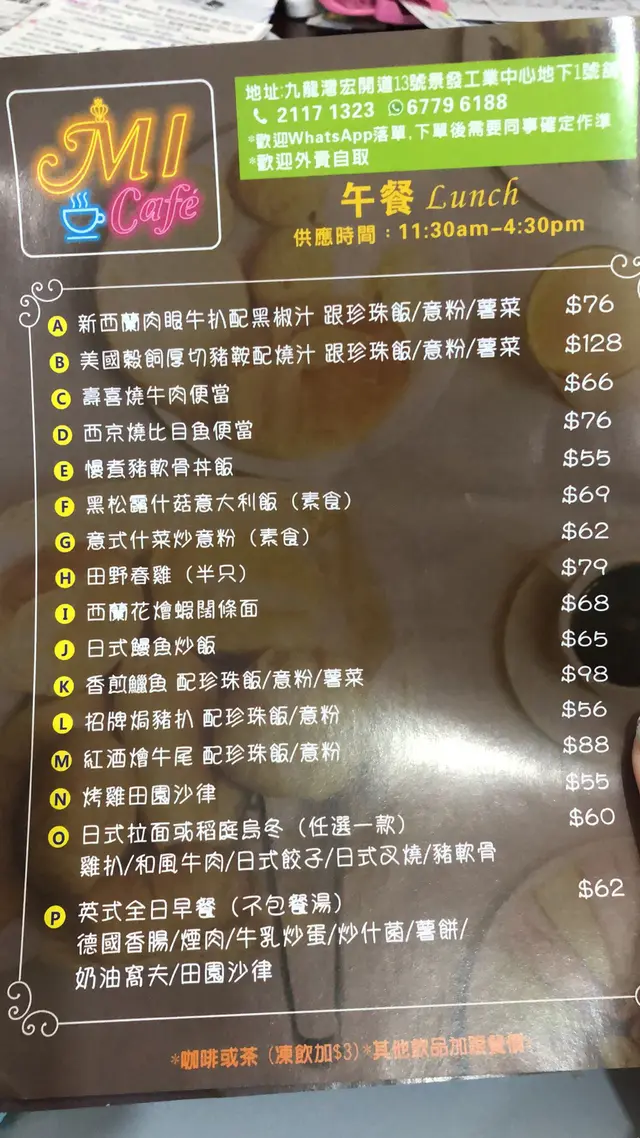 MI
Café
地址:九龍灣宏開道13號景發工業中心地下1號舖
2117 1323 6779 6188
*歡迎WhatsApp落單,下單後需要同事確定作準
*歡迎外賣自取
午餐 Lunch
供應時間：11:30am-4:30pm
A 新西蘭肉眼牛扒配黑椒汁 跟珍珠飯/意粉/薯菜 $76
B 美國穀飼厚切豬鞍配燒汁 跟珍珠飯/意粉/薯菜 $128
C 壽喜燒牛肉便當 $66
D 西京燒比目魚便當 $76
E 慢煮豬軟骨丼飯 $55
F 黑松露什菇意大利飯（素食） $69
G 意式什菜炒意粉（素食） $62
H 田野春雞（半只） $79
I 西蘭花燴蝦闊條面 $68
J 日式鰻魚炒飯 $65
K 香煎鱲魚 配珍珠飯/意粉/薯菜 $98
L 招牌焗豬扒 配珍珠飯/意粉 $56
M 紅酒燴牛尾 配珍珠飯/意粉 $88
N 烤雞田園沙律 $55
O 日式拉面或稻庭烏冬（任選一款） $60
雞扒/和風牛肉/日式餃子/日式叉燒/豬軟骨
P 英式全日早餐（不包餐湯） $62
德國香腸/煙肉/牛乳炒蛋/炒什菌/薯餅/
奶油窩夫/田園沙律
*咖啡或茶（凍飲加$3）*其他飲品加跟餐價